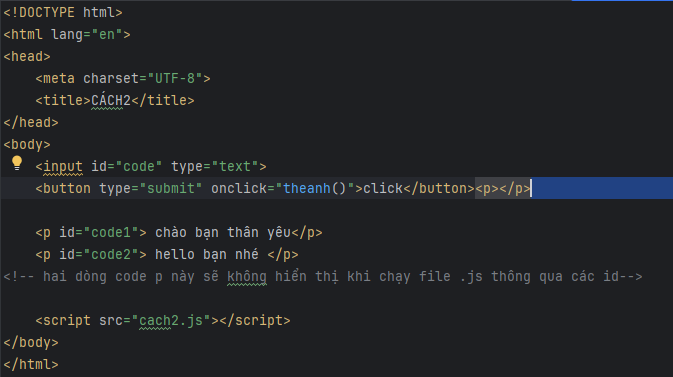 <!DOCTYPE html>
<html lang="en">
<head>
    <meta charset="UTF-8">
    <title>CÁCH2</title>
</head>
<body>
    <input id="code" type="text">
    <button type="submit" onclick="theanh()">click</button><p></p>
    <p id="code1"> chào bạn thân yêu</p>
    <p id="code2"> hello bạn nhé </p>
<!-- hai dòng code p này sẽ không hiển thị khi chạy file .js thông qua các id-->
    <script src="cach2.js"></script>
</body>
</html>